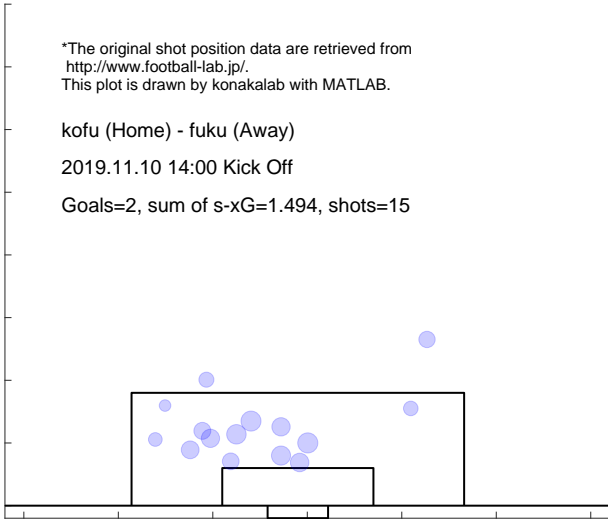 *The original shot position data are retrieved from
http://www.football-lab.jp/.
This plot is drawn by konakalab with MATLAB.
kofu (Home) - fuku (Away)
2019.11.10 14:00 Kick Off
Goals=2, sum of s-xG=1.494, shots=15